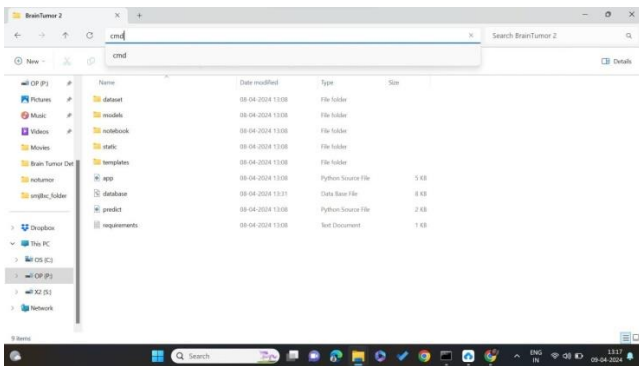 BrainTumor 2
cmd
Search BrainTumor 2
New
cmd
Details
OP (P:)
Pictures
Music
Videos
Movies
Brain Tumor Det
notumor
Dropbox
This PC
OS (C:)
OP (P:)
X2 (S:)
Network
Name Date modified Type Size
dataset 08-04-2024 13:08 File folder
models 08-04-2024 13:08 File folder
notebook 08-04-2024 13:08 File folder
static 08-04-2024 13:08 File folder
templates 08-04-2024 13:08 File folder
app 08-04-2024 13:08 Python Source File 5 KB
database 08-04-2024 13:31 Data Base File 8 KB
predict 08-04-2024 13:08 Python Source File 2 KB
requirements 08-04-2024 13:08 Text Document 1 KB
9 items
Search
ENG
IN
13:17
09-04-2024